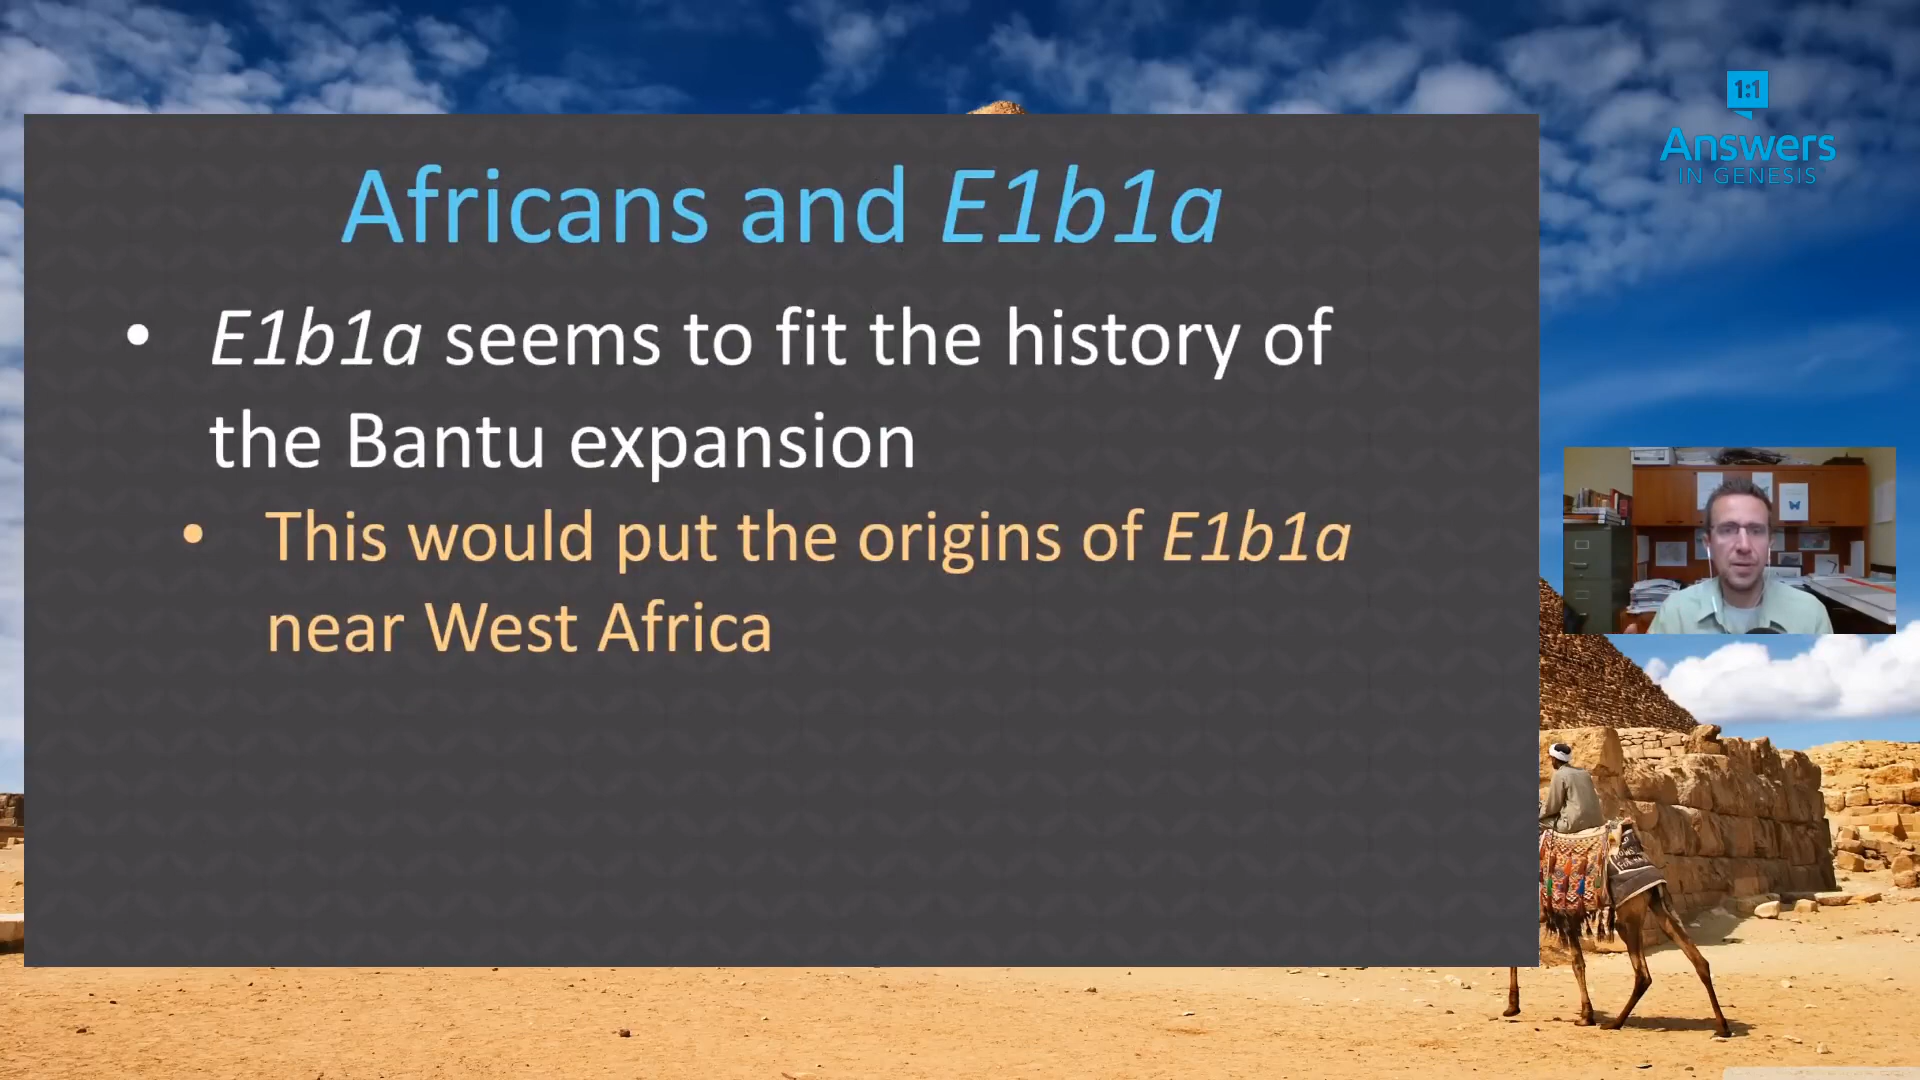 Africans and E1b1a
• E1b1a seems to fit the history of
the Bantu expansion
• This would put the origins of E1b1a
near West Africa
1:1
Answers
IN GENESIS